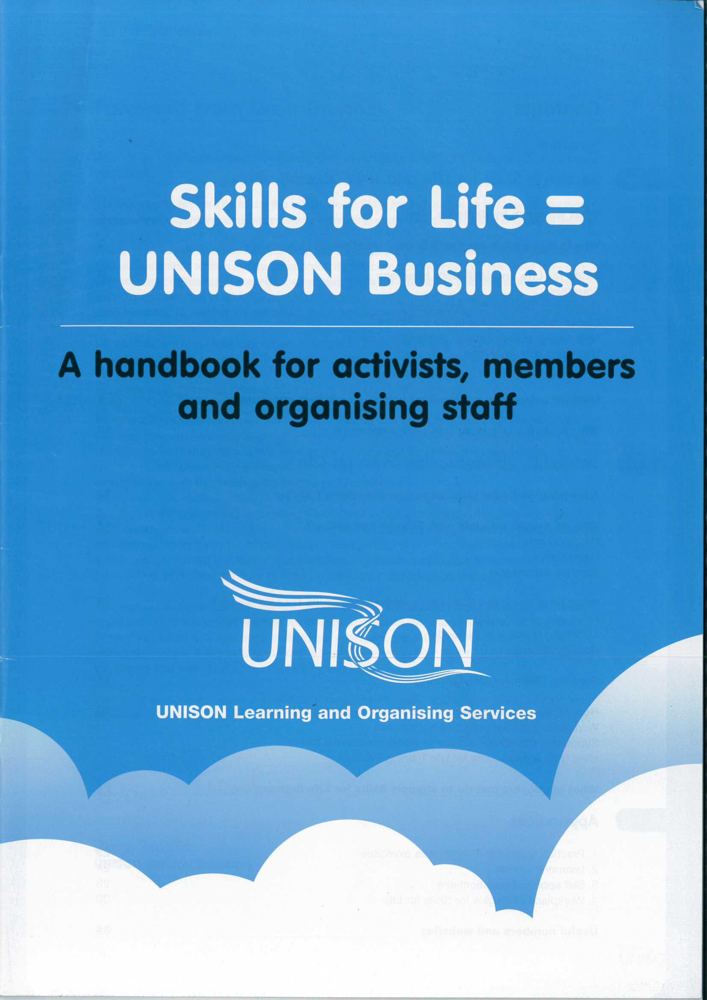 Skills for Life =
UNISON Business
A handbook for activists, members
and organising staff
UNISON
UNISON Learning and Organising Services